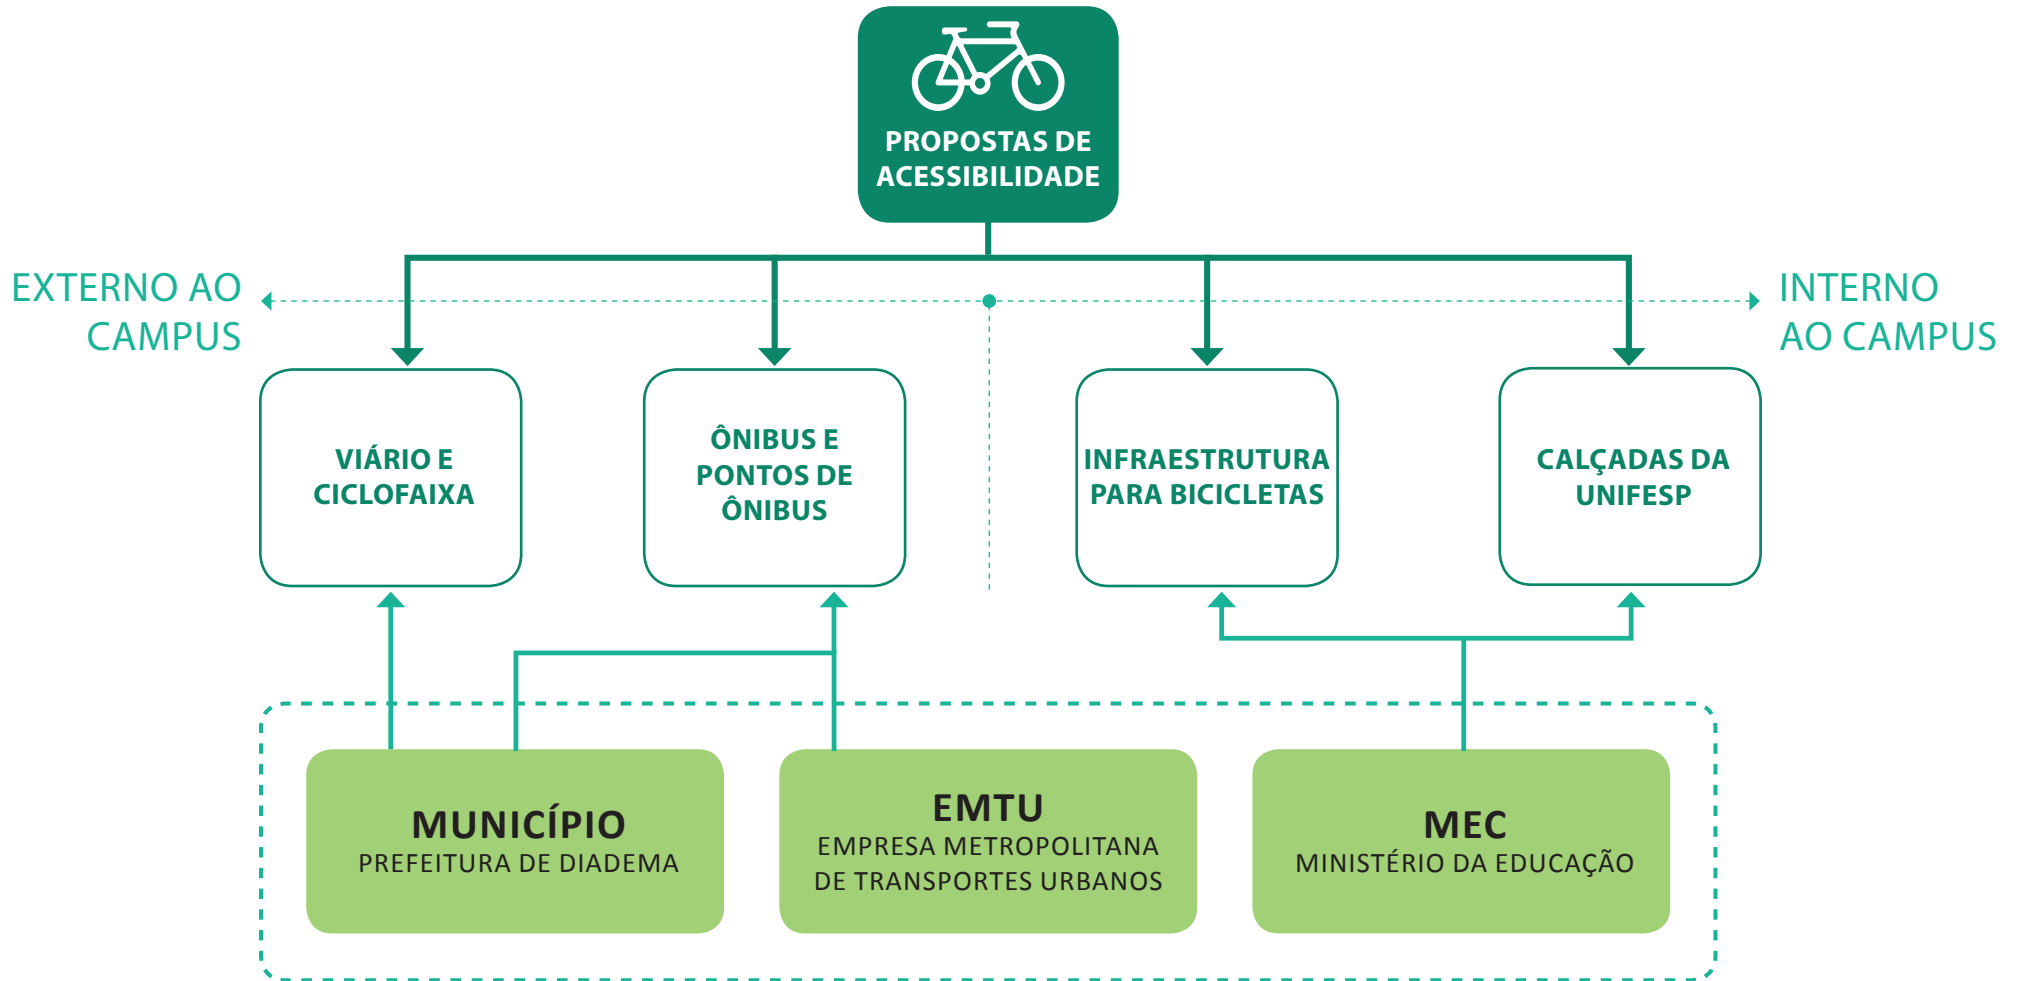 PROPOSTAS DE
ACESSIBILIDADE
EXTERNO AO
CAMPUS
INTERNO
AO CAMPUS
VIÁRIO E
CICLOFAIXA
ÔNIBUS E
PONTOS DE
ÔNIBUS
INFRAESTRUTURA
PARA BICICLETAS
CALÇADAS DA
UNIFESP
MUNICÍPIO
PREFEITURA DE DIADEMA
EMTU
EMPRESA METROPOLITANA
DE TRANSPORTES URBANOS
MEC
MINISTÉRIO DA EDUCAÇÃO